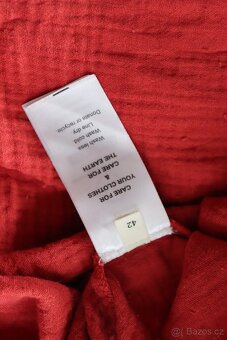 42
CARE FOR
YOUR CLOTHES
&
CARE FOR
THE EARTH
Wash less
Wash cold
Line dry
Donate or recycle
Sbazar.cz